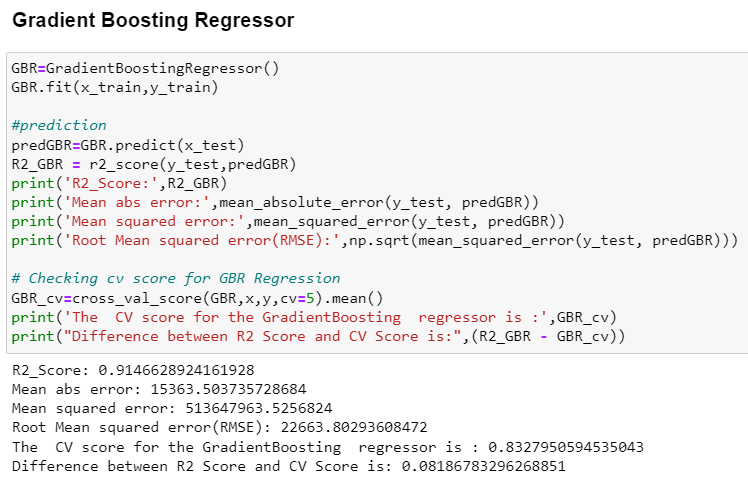 Gradient Boosting Regressor
GBR=GradientBoostingRegressor()
GBR.fit(x_train,y_train)
#prediction
predGBR=GBR.predict(x_test)
R2_GBR = r2_score(y_test,predGBR)
print('R2_Score:',R2_GBR)
print('Mean abs error:',mean_absolute_error(y_test, predGBR))
print('Mean squared error:',mean_squared_error(y_test, predGBR))
print('Root Mean squared error(RMSE):',np.sqrt(mean_squared_error(y_test, predGBR)))
# Checking cv score for GBR Regression
GBR_cv=cross_val_score(GBR,x,y,cv=5).mean()
print('The  CV score for the GradientBoosting  regressor is :',GBR_cv)
print("Difference between R2 Score and CV Score is:",(R2_GBR - GBR_cv))
R2_Score: 0.9146628924161928
Mean abs error: 15363.503735728684
Mean squared error: 513647963.5256824
Root Mean squared error(RMSE): 22663.80293608472
The  CV score for the GradientBoosting  regressor is : 0.8327950594535043
Difference between R2 Score and CV Score is: 0.08186783296268851